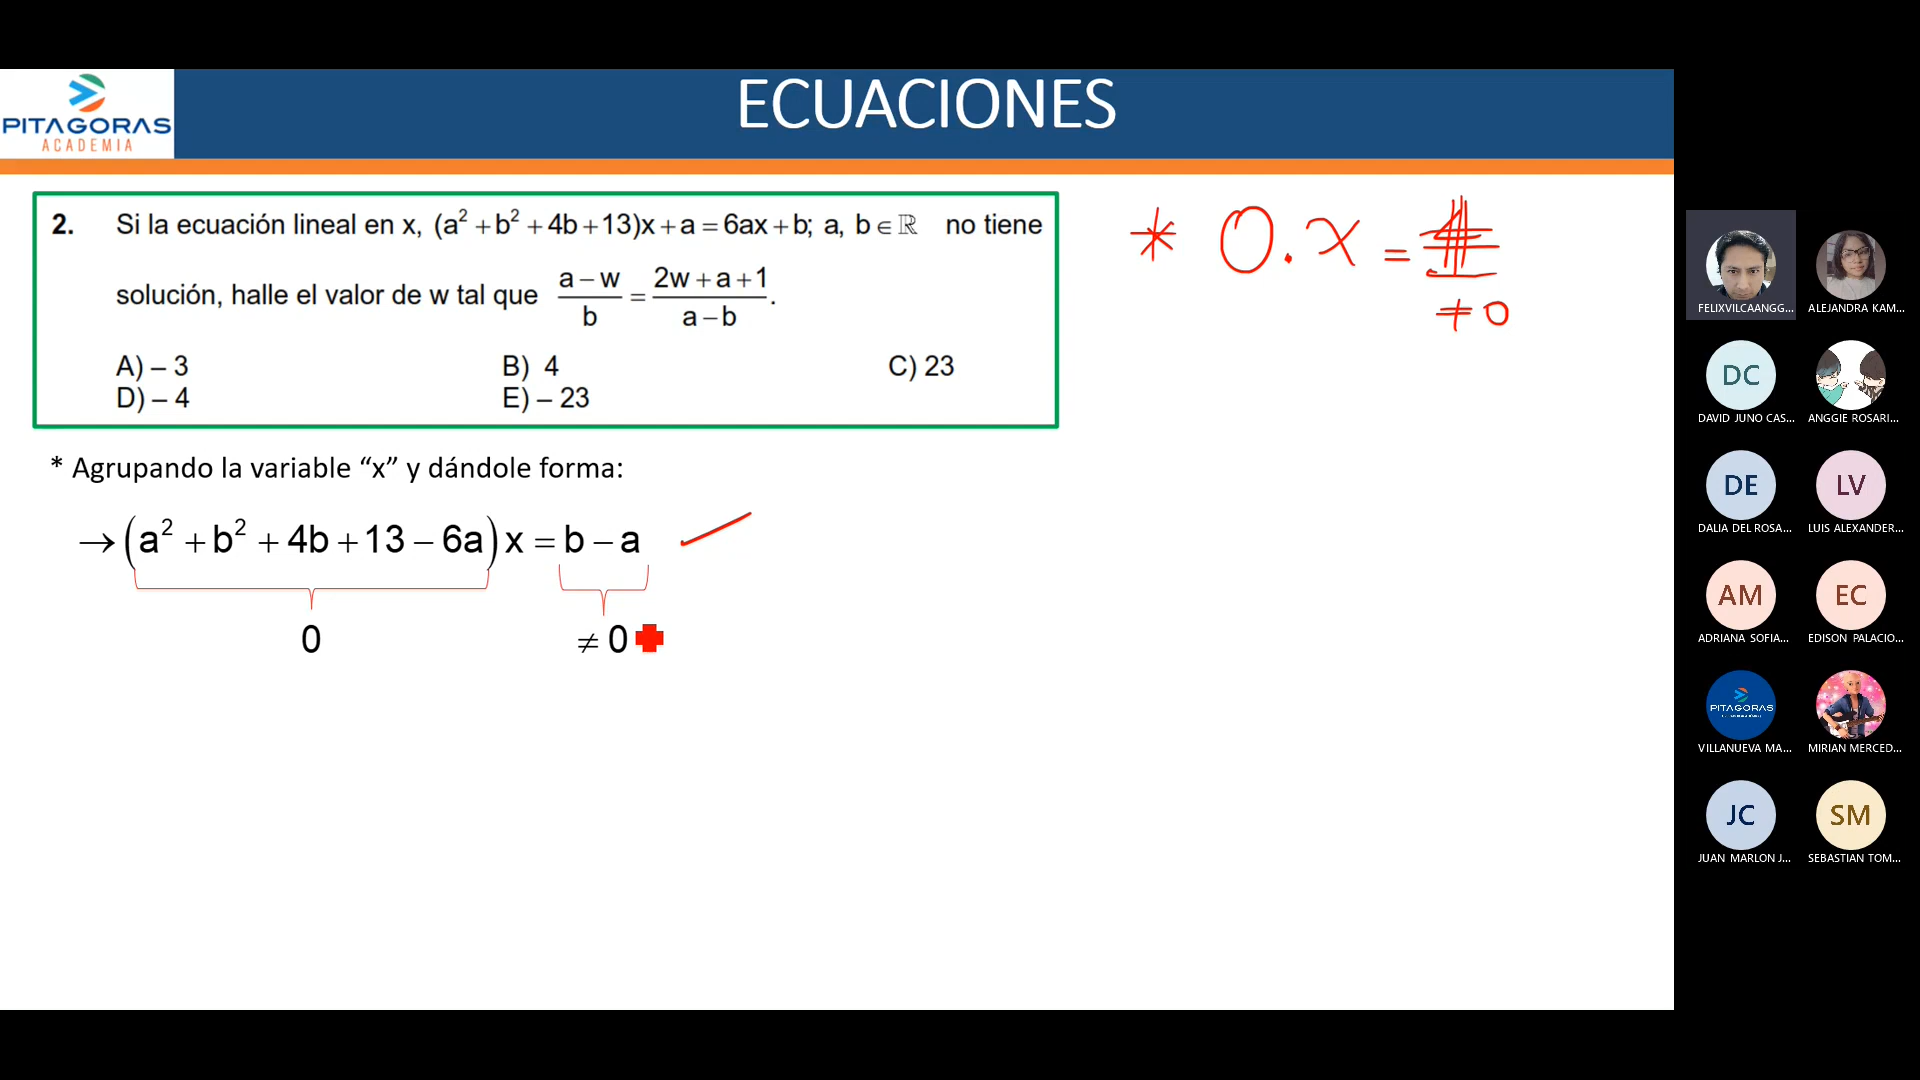 ECUACIONES
PITAGORAS
ACADEMIA
2. Si la ecuación lineal en x, (a² + b² + 4b + 13)x + a = 6ax + b; a, b ∈ ℝ no tiene
solución, halle el valor de w tal que (a − w)/b = (2w + a + 1)/(a − b).
A) – 3 B) 4 C) 23
D) – 4 E) – 23
* 0.x = #
≠ 0
* Agrupando la variable “x” y dándole forma:
→ (a² + b² + 4b + 13 − 6a) x = b − a
0 ≠ 0
FELIXVILCAANGG...
ALEJANDRA KAM...
DC
DAVID JUNO CAS...
ANGGIE ROSARI...
DE
DALIA DEL ROSA...
LV
LUIS ALEXANDER...
AM
ADRIANA SOFIA...
EC
EDISON PALACIO...
PITAGORAS
VILLANUEVA MA...
MIRIAN MERCED...
JC
JUAN MARLON J...
SM
SEBASTIAN TOM...